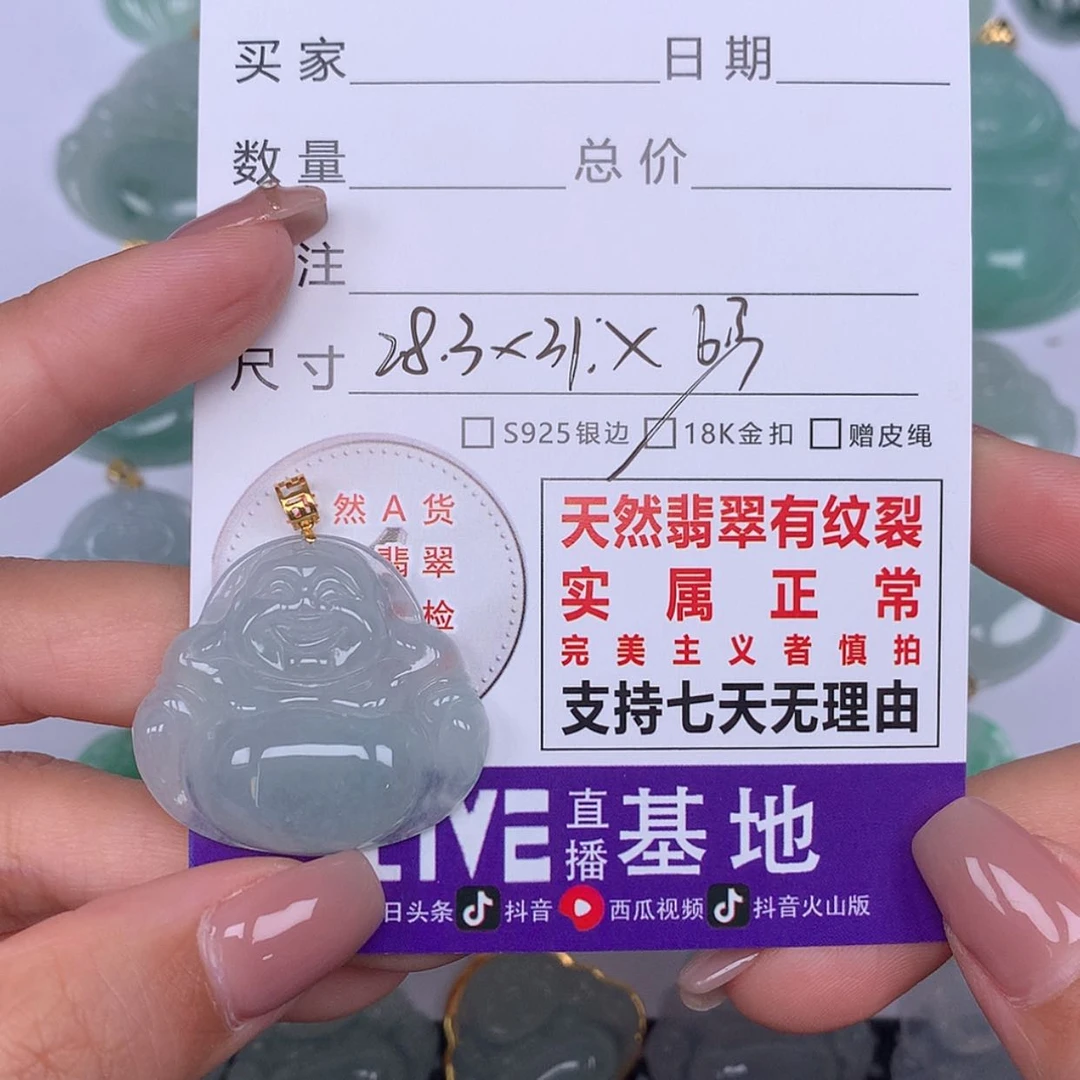 买家 日期
数量 总价
注
尺寸 28.3×31.×6.3
S925银边 18K金扣 赠皮绳
然A货
翡翠
检
天然翡翠有纹裂
实属正常
完美主义者慎拍
支持七天无理由
LIVE 直播 基地
日头条 抖音 西瓜视频 抖音火山版